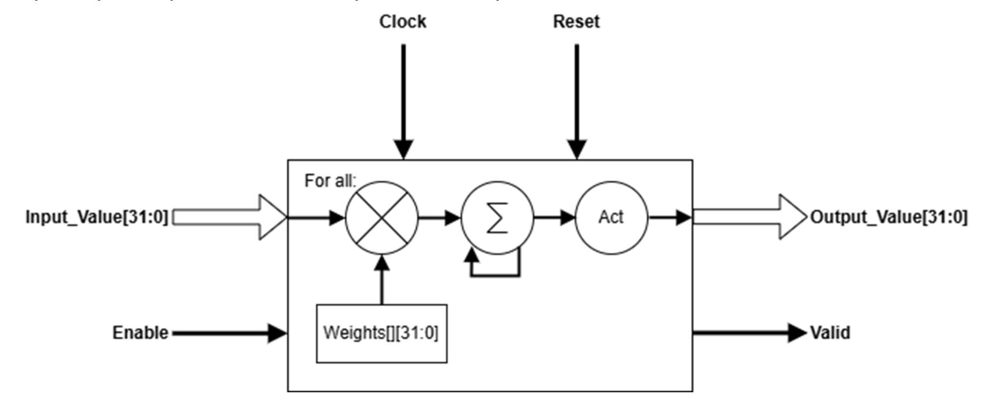 Clock
Reset
For all:
Input_Value[31:0]
Σ
Act
Output_Value[31:0]
Enable
Weights[][31:0]
Valid